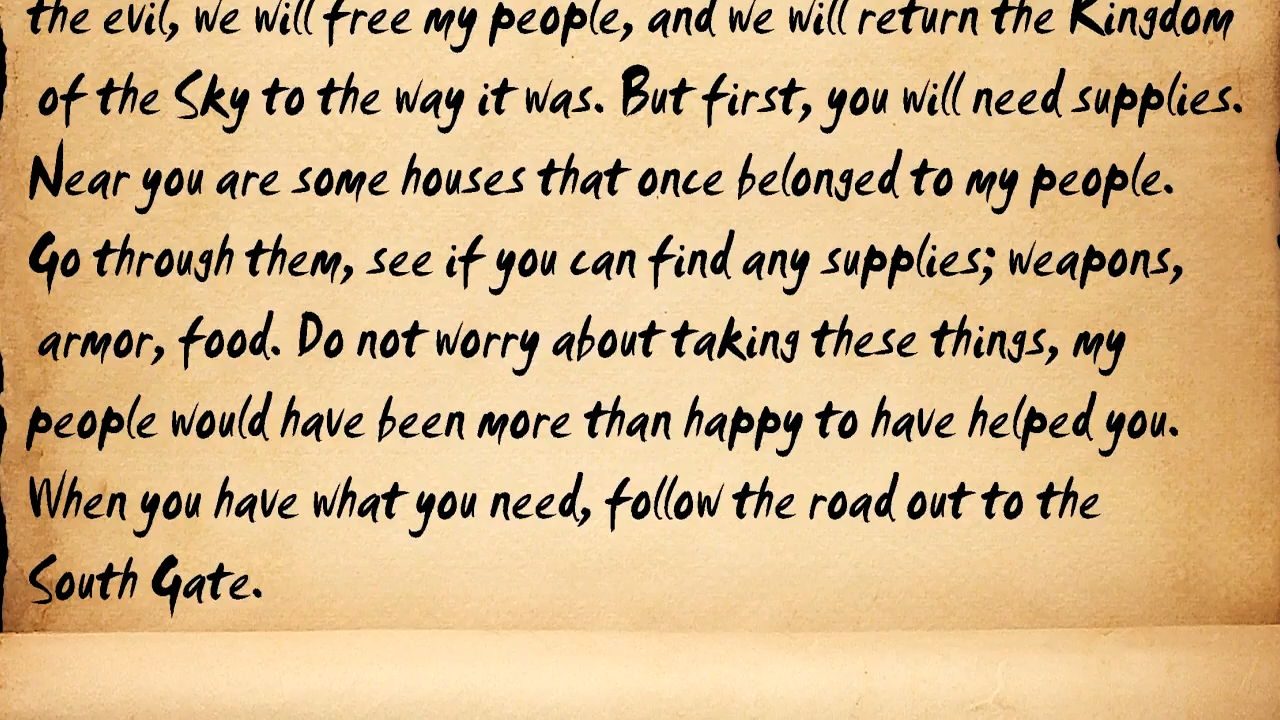 the evil, we will free my people, and we will return the Kingdom
of the Sky to the way it was. But first, you will need supplies.
Near you are some houses that once belonged to my people.
Go through them, see if you can find any supplies; weapons,
armor, food. Do not worry about taking these things, my
people would have been more than happy to have helped you.
When you have what you need, follow the road out to the
South Gate.